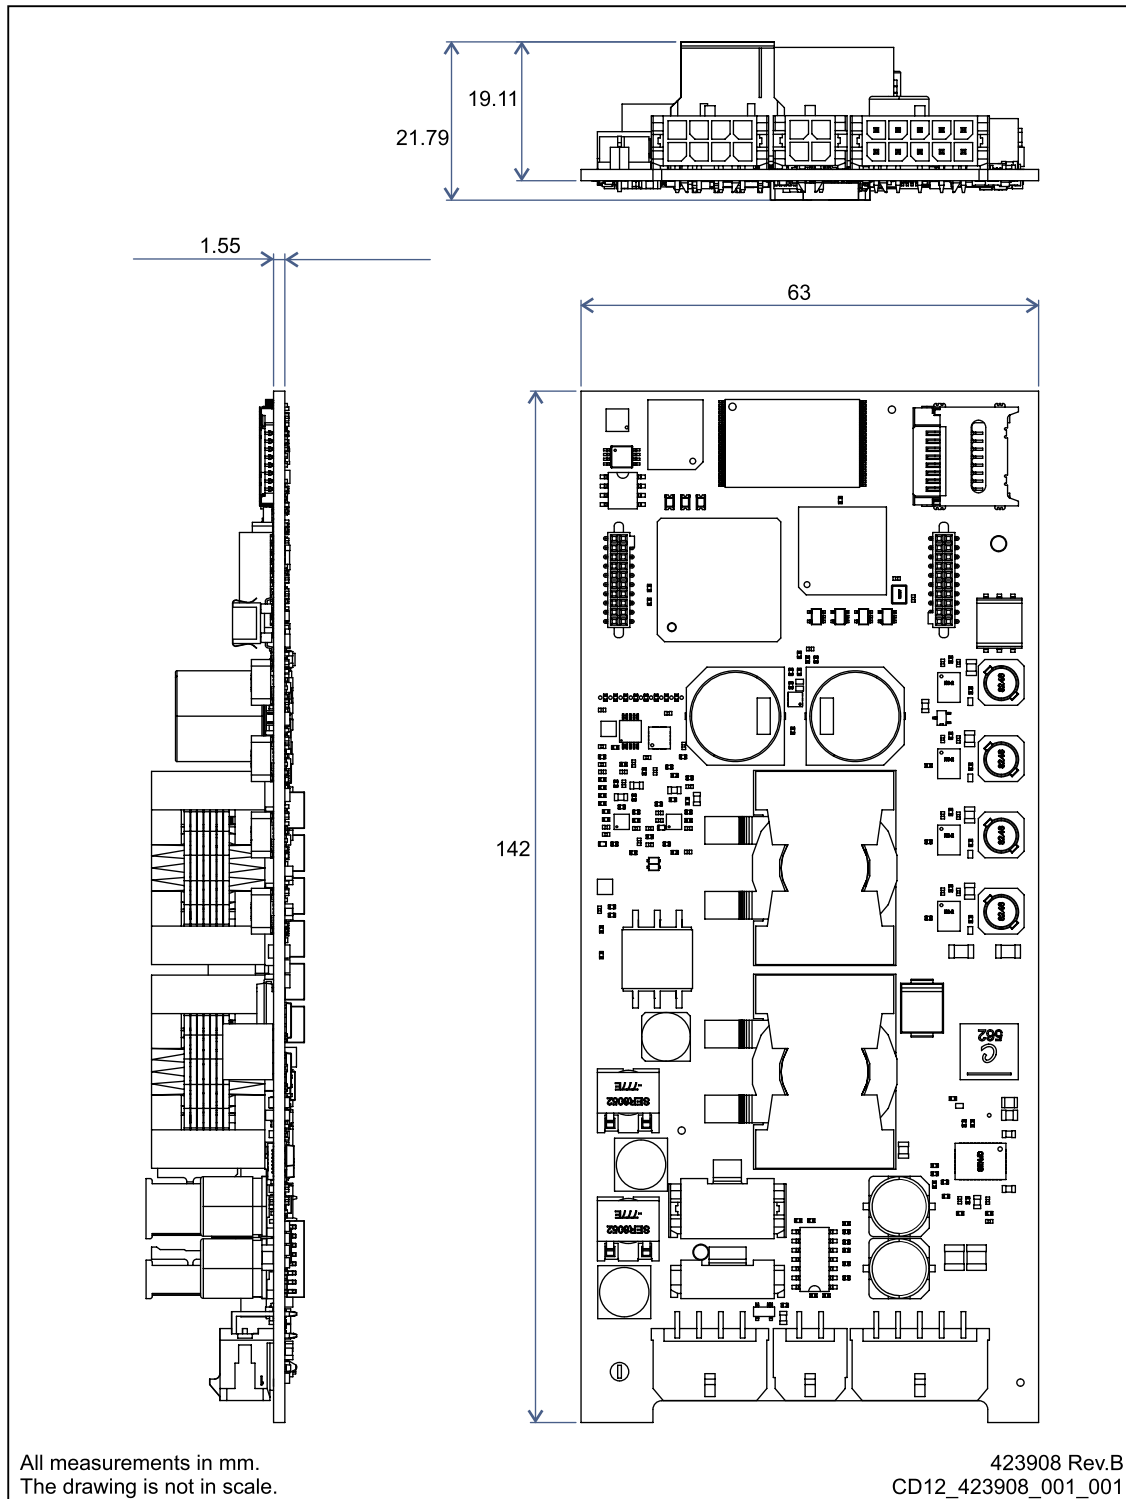 19.11
21.79
1.55
63
142
562
SER8052
SER8052
All measurements in mm.
The drawing is not in scale.
423908 Rev.B
CD12_423908_001_001